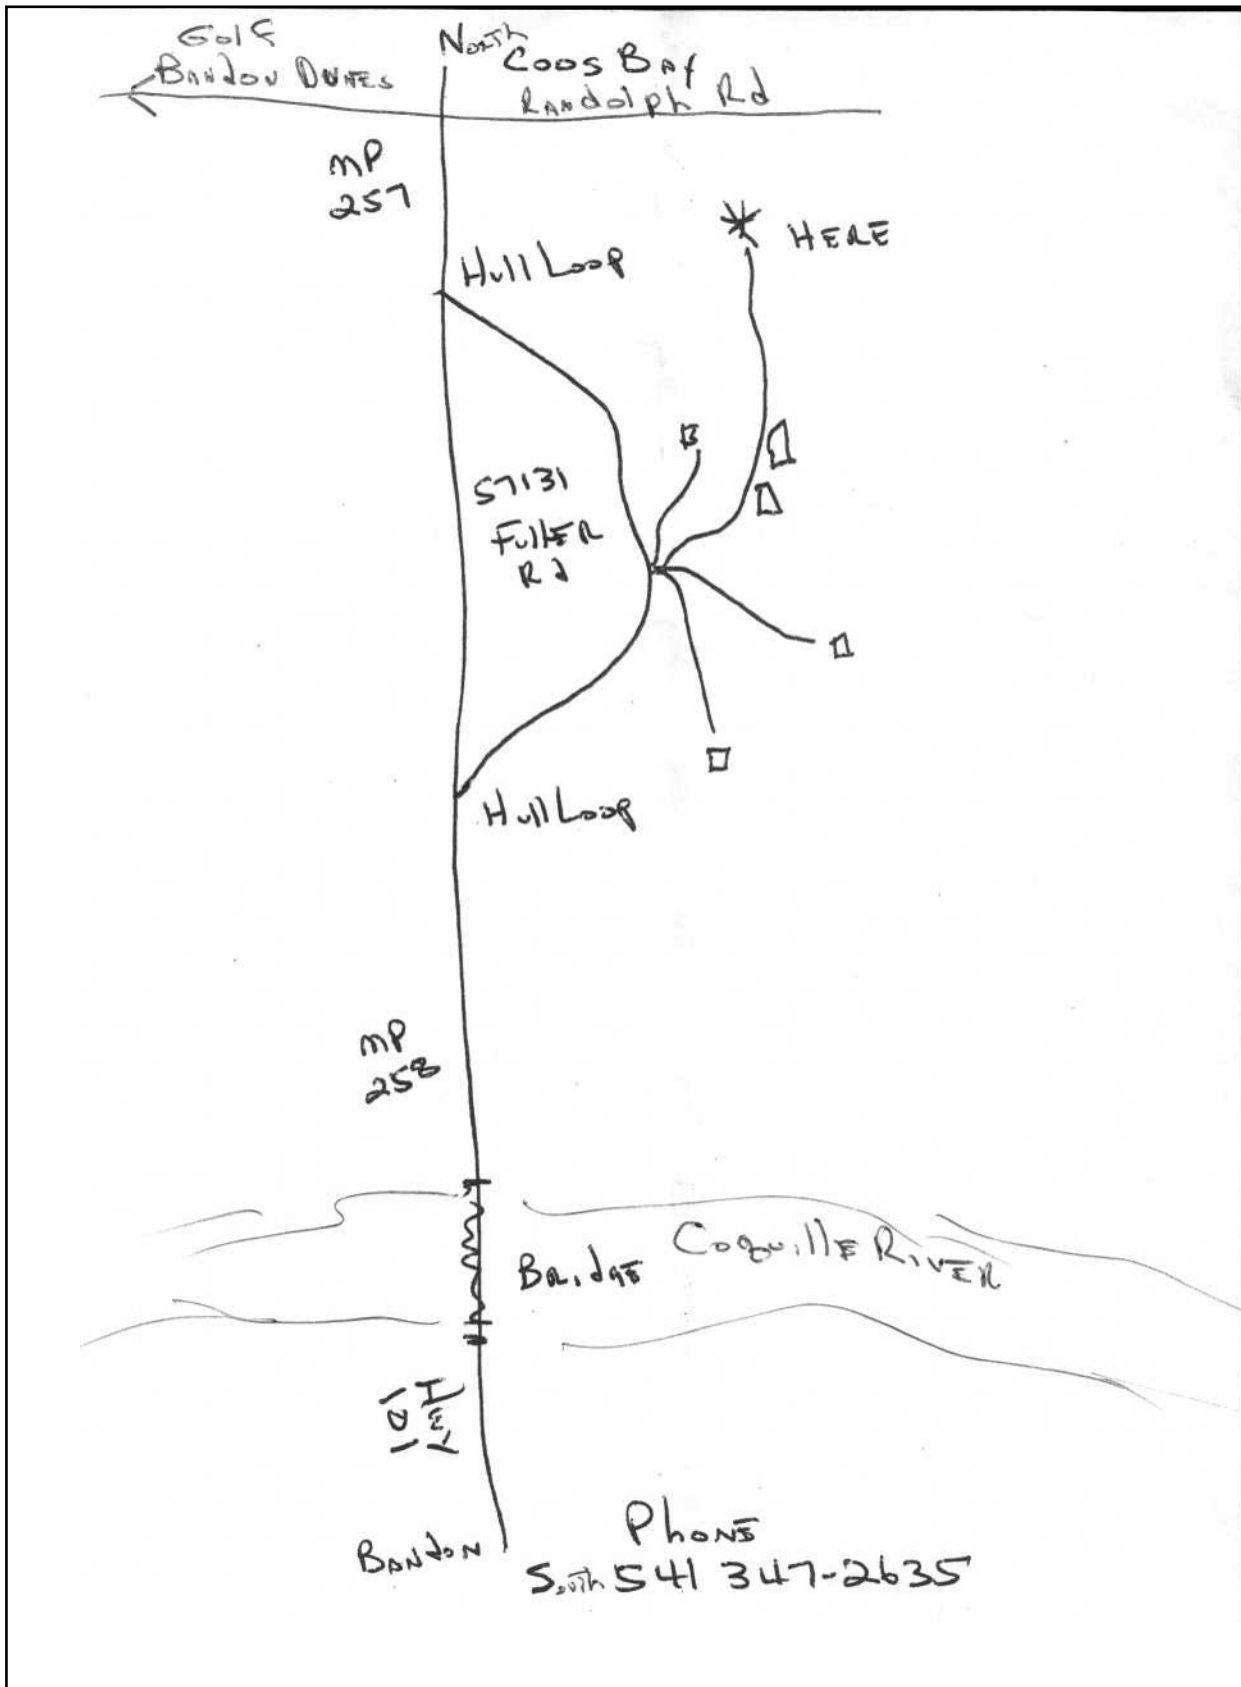 Golf
Bandon Dunes
North
Coos Bay
Randolph Rd
MP
257
HERE
Hull Loop
57131
Fuller
Rd
Hull Loop
MP
258
Bridge
Coquille River
HWY
101
Bandon
Phone
South 541 347-2635